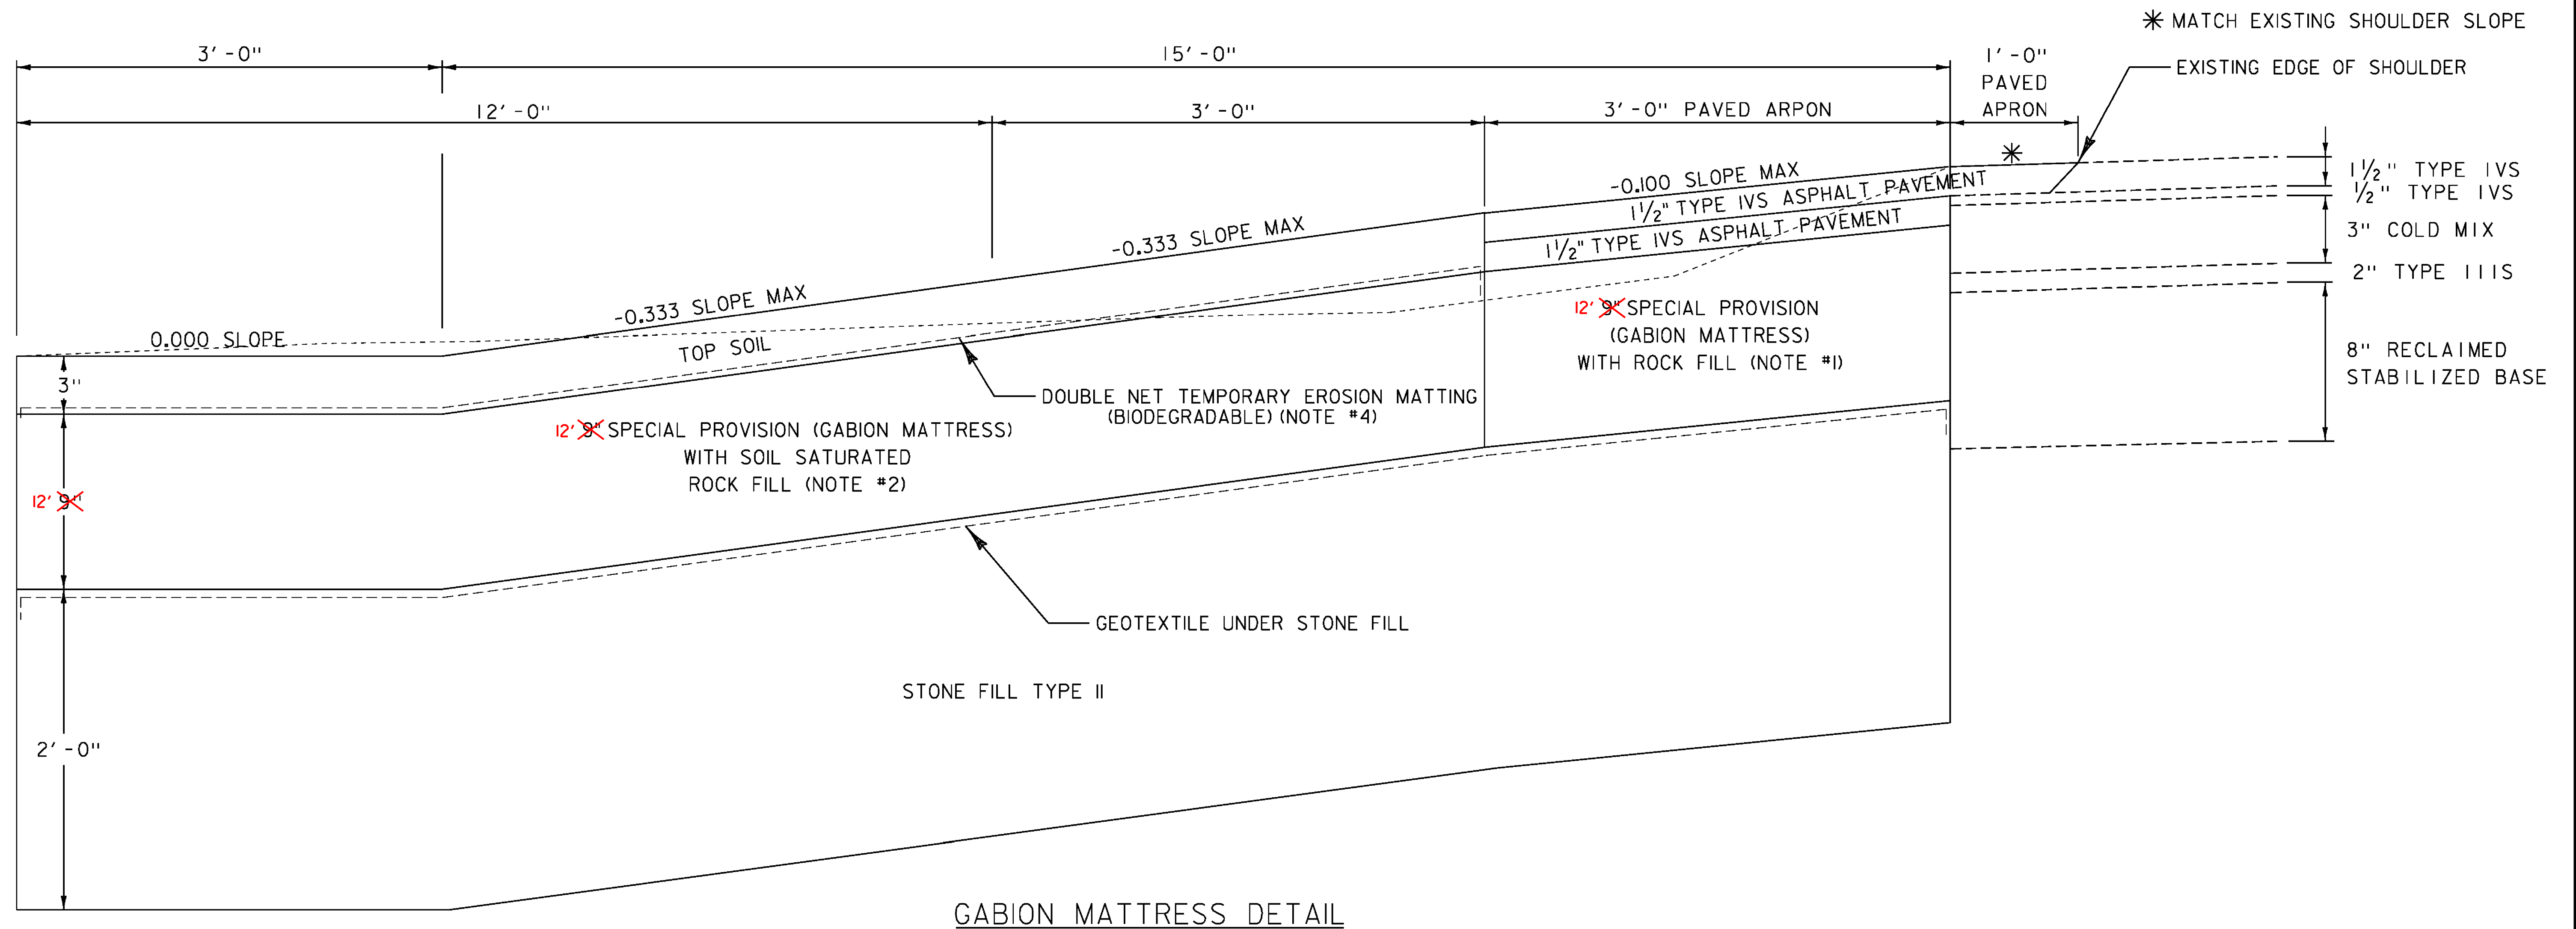 ✳ MATCH EXISTING SHOULDER SLOPE
3'-0"
15'-0"
1'-0"
PAVED
APRON
EXISTING EDGE OF SHOULDER
12'-0"
3'-0"
3'-0" PAVED ARPON
✳
-0.100 SLOPE MAX
1 1/2" TYPE IVS ASPHALT PAVEMENT
1 1/2" TYPE IVS ASPHALT PAVEMENT
1 1/2" TYPE IVS
1/2" TYPE IVS
3" COLD MIX
2" TYPE IIIS
8" RECLAIMED
STABILIZED BASE
-0.333 SLOPE MAX
-0.333 SLOPE MAX
0.000 SLOPE
TOP SOIL
3"
12' 9" SPECIAL PROVISION
(GABION MATTRESS)
WITH ROCK FILL (NOTE #1)
DOUBLE NET TEMPORARY EROSION MATTING
(BIODEGRADABLE) (NOTE #4)
12' 9" SPECIAL PROVISION (GABION MATTRESS)
WITH SOIL SATURATED
ROCK FILL (NOTE #2)
12' 9"
GEOTEXTILE UNDER STONE FILL
STONE FILL TYPE II
2'-0"
GABION MATTRESS DETAIL